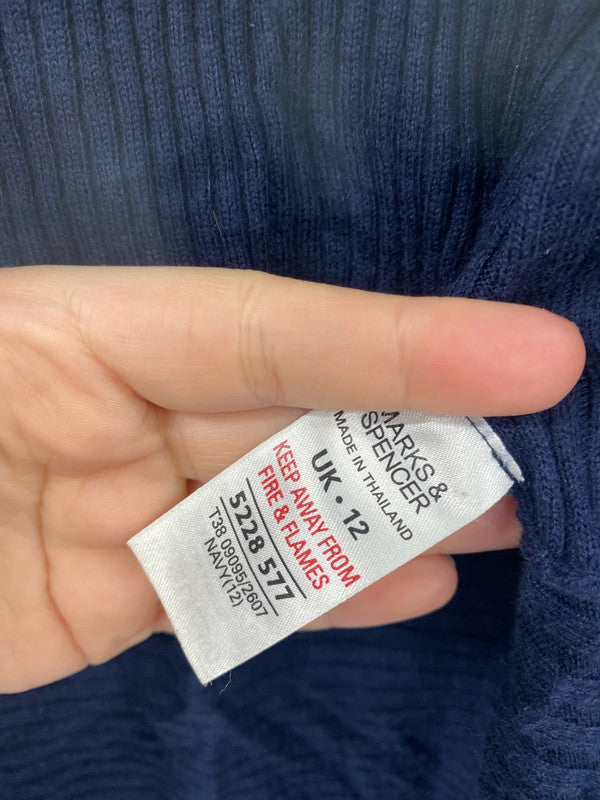 MARKS &
SPENCER
MADE IN THAILAND
UK • 12
KEEP AWAY FROM
FIRE & FLAMES
5228 577
T38 09095/2607
NAVY(12)